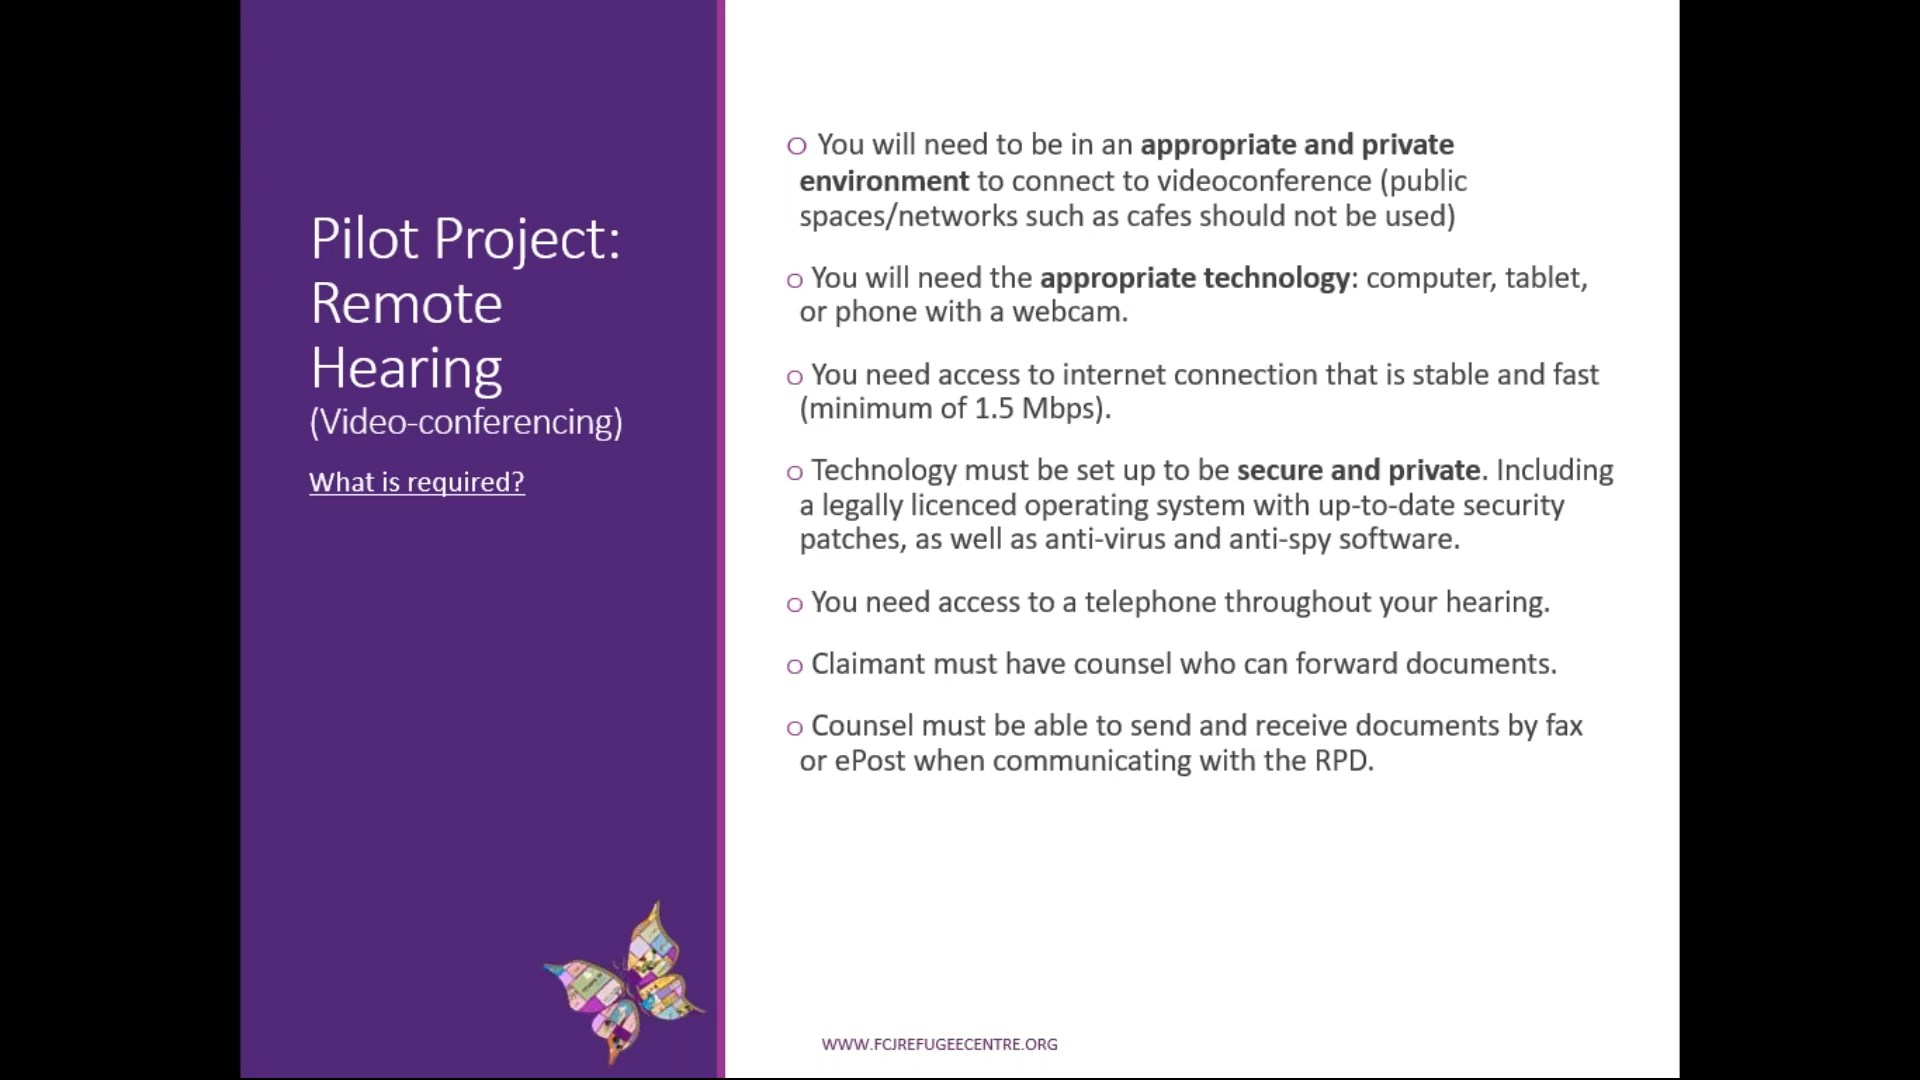 Pilot Project:
Remote
Hearing
(Video-conferencing)
What is required?
o You will need to be in an appropriate and private
environment to connect to videoconference (public
spaces/networks such as cafes should not be used)
o You will need the appropriate technology: computer, tablet,
or phone with a webcam.
o You need access to internet connection that is stable and fast
(minimum of 1.5 Mbps).
o Technology must be set up to be secure and private. Including
a legally licenced operating system with up-to-date security
patches, as well as anti-virus and anti-spy software.
o You need access to a telephone throughout your hearing.
o Claimant must have counsel who can forward documents.
o Counsel must be able to send and receive documents by fax
or ePost when communicating with the RPD.
WWW.FCJREFUGEECENTRE.ORG